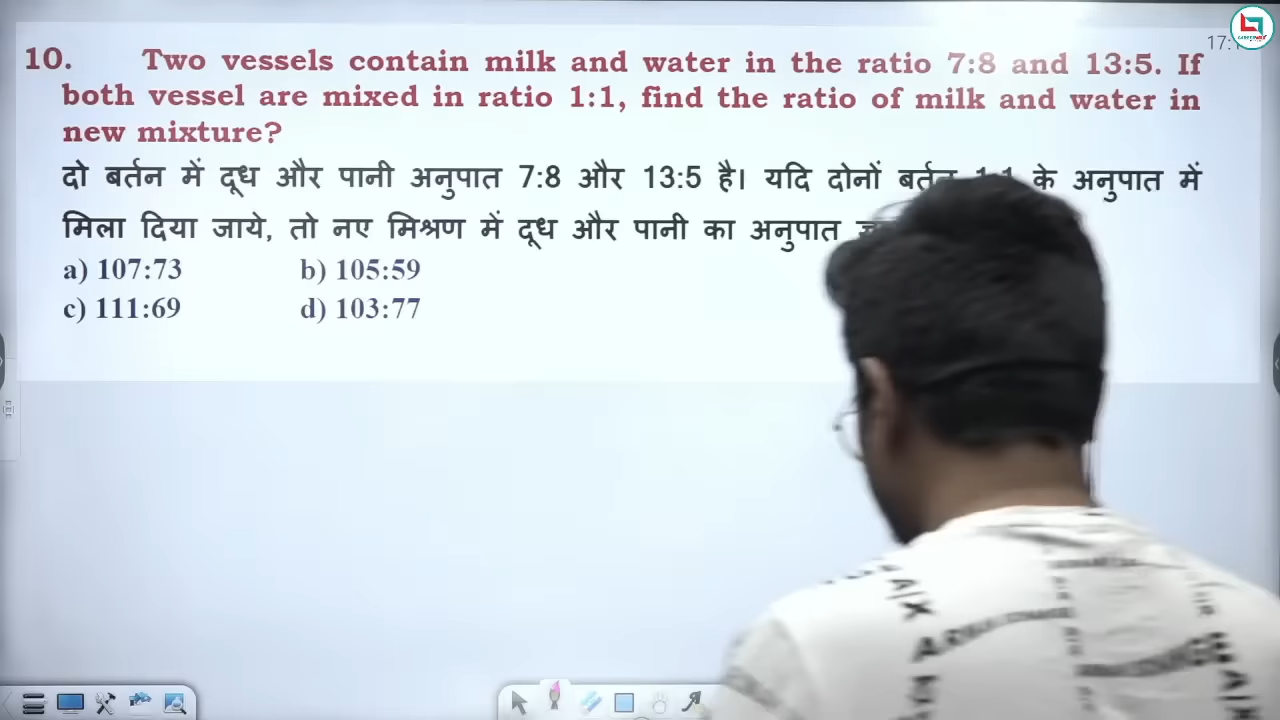 17:
10. Two vessels contain milk and water in the ratio 7:8 and 13:5. If
both vessel are mixed in ratio 1:1, find the ratio of milk and water in
new mixture?
दो बर्तन में दूध और पानी अनुपात 7:8 और 13:5 है। यदि दोनों के अनुपात में
मिला दिया जाये, तो नए मिश्रण में दूध और पानी का अनुपात
a) 107:73 b) 105:59
c) 111:69 d) 103:77